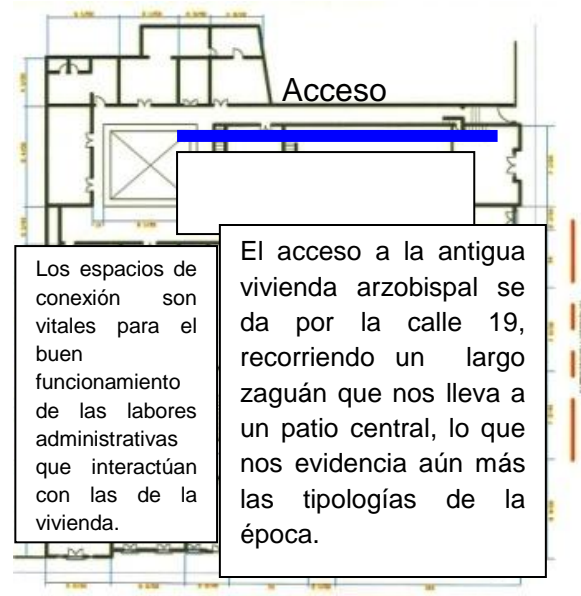 Acceso
Los espacios de
conexión son
vitales para el
buen
funcionamiento
de las labores
administrativas
que interactúan
con las de la
vivienda.
El acceso a la antigua
vivienda arzobispal se
da por la calle 19,
recorriendo un largo
zaguán que nos lleva a
un patio central, lo que
nos evidencia aún más
las tipologías de la
época.